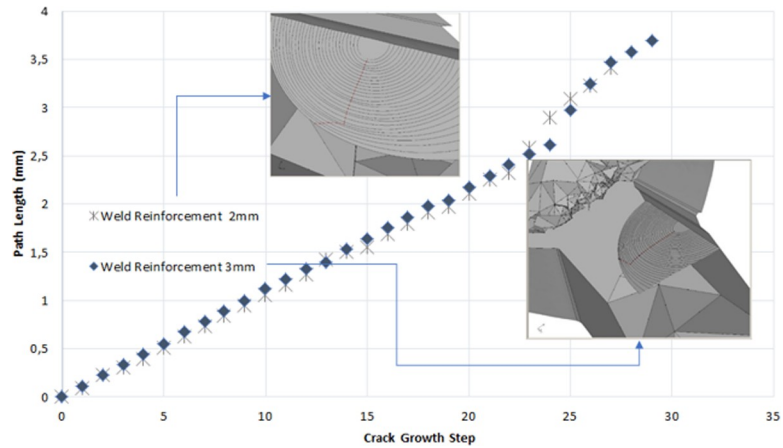 4
3,5
3
2,5
2
1,5
1
0,5
0
Path Length (mm)
Weld Reinforcement 2mm
Weld Reinforcement 3mm
0 5 10 15 20 25 30 35
Crack Growth Step